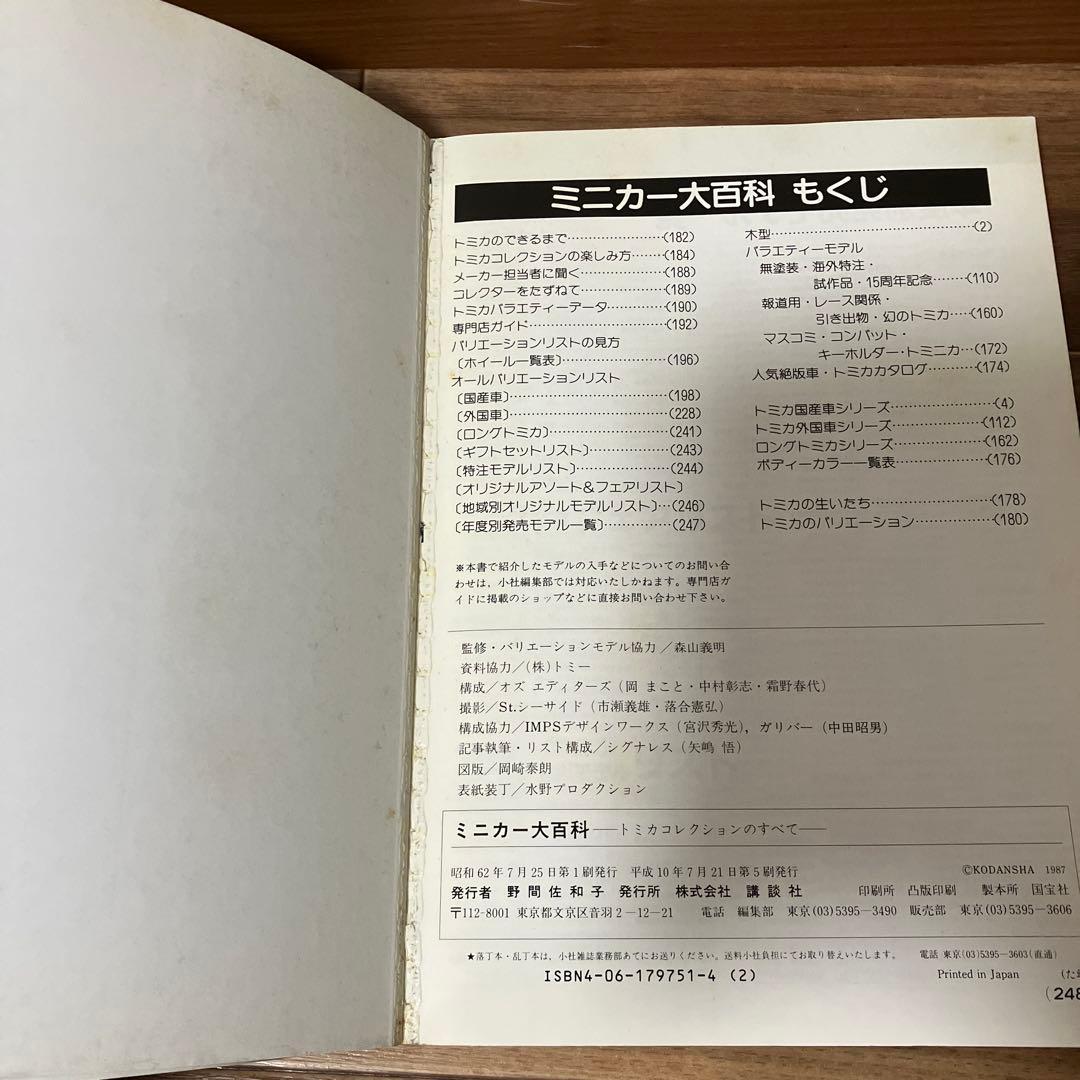 ミニカー大百科 もくじ
トミカのできるまで……………………(182)
トミカコレクションの楽しみ方………(184)
メーカー担当者に聞く…………………(188)
コレクターをたずねて…………………(189)
トミカバラエティーデータ……………(190)
専門店ガイド……………………………(192)
バリエーションリストの見方
〔ホイール一覧表〕……………………(196)
オールバリエーションリスト
〔国産車〕………………………………(198)
〔外国車〕………………………………(228)
〔ロングトミカ〕………………………(241)
〔ギフトセットリスト〕………………(243)
〔特注モデルリスト〕…………………(244)
〔オリジナルアソート&フェアリスト〕
〔地域別オリジナルモデルリスト〕…(246)
〔年度別発売モデル一覧〕……………(247)
木型………………………………………(2)
バラエティーモデル
無塗装・海外特注・
試作品・15周年記念………(110)
報道用・レース関係・
引き出物・幻のトミカ……(160)
マスコミ・コンバット・
キーホルダー・トミニカ…(172)
人気絶版車・トミカカタログ…………(174)
トミカ国産車シリーズ……………………(4)
トミカ外国車シリーズ…………………(112)
ロングトミカシリーズ…………………(162)
ボディーカラー一覧表…………………(176)
トミカの生いたち………………………(178)
トミカのバリエーション………………(180)
※本書で紹介したモデルの入手などについてのお問い合
わせは、小社編集部では対応いたしかねます。専門店ガ
イドに掲載のショップなどに直接お問い合わせ下さい。
監修・バリエーションモデル協力／森山義明
資料協力／(株)トミー
構成／オズ エディターズ (岡 まこと・中村彰志・霜野春代)
撮影／St.シーサイド (市瀬義雄・落合憲弘)
構成協力／IMPSデザインワークス (宮沢秀光)，ガリバー (中田昭男)
記事執筆・リスト構成／シグナレス (矢嶋 悟)
図版／岡崎泰朗
表紙装丁／水野プロダクション
ミニカー大百科──トミカコレクションのすべて──
昭和62年7月25日第1刷発行 平成10年7月21日第5刷発行 ©KODANSHA 1987
発行者 野間佐和子 発行所 株式会社 講談社 印刷所 凸版印刷 製本所 国宝社
〒112-8001 東京都文京区音羽2－12－21 電話 編集部 東京(03)5395—3490 販売部 東京(03)5395—3606
★落丁本・乱丁本は、小社雑誌業務部あてにお送りください。送料小社負担にてお取り替えいたします。 電話 東京(03)5395—3603(直通)
ISBN4-06-179751-4 (2) Printed in Japan
(248